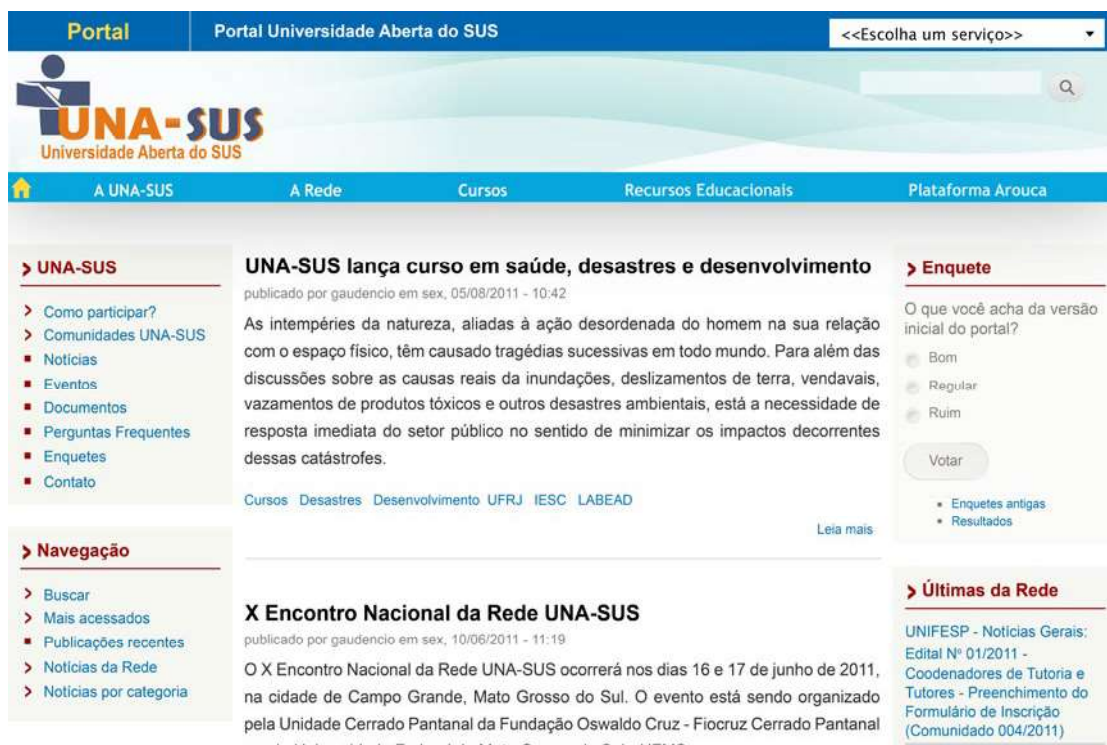 Portal
Portal Universidade Aberta do SUS
<<Escolha um serviço>>
UNA-SUS
Universidade Aberta do SUS
A UNA-SUS
A Rede
Cursos
Recursos Educacionais
Plataforma Arouca
UNA-SUS
Como participar?
Comunidades UNA-SUS
Notícias
Eventos
Documentos
Perguntas Frequentes
Enquetes
Contato
Navegação
Buscar
Mais acessados
Publicações recentes
Notícias da Rede
Notícias por categoria
UNA-SUS lança curso em saúde, desastres e desenvolvimento
publicado por gaudencio em sex, 05/08/2011 - 10:42
As intempéries da natureza, aliadas à ação desordenada do homem na sua relação
com o espaço físico, têm causado tragédias sucessivas em todo mundo. Para além das
discussões sobre as causas reais da inundações, deslizamentos de terra, vendavais,
vazamentos de produtos tóxicos e outros desastres ambientais, está a necessidade de
resposta imediata do setor público no sentido de minimizar os impactos decorrentes
dessas catástrofes.
Cursos Desastres Desenvolvimento UFRJ IESC LABEAD
Leia mais
X Encontro Nacional da Rede UNA-SUS
publicado por gaudencio em sex, 10/06/2011 - 11:19
O X Encontro Nacional da Rede UNA-SUS ocorrerá nos dias 16 e 17 de junho de 2011,
na cidade de Campo Grande, Mato Grosso do Sul. O evento está sendo organizado
pela Unidade Cerrado Pantanal da Fundação Oswaldo Cruz - Fiocruz Cerrado Pantanal
Enquete
O que você acha da versão
inicial do portal?
Bom
Regular
Ruim
Votar
Enquetes antigas
Resultados
Últimas da Rede
UNIFESP - Notícias Gerais:
Edital Nº 01/2011 -
Coodenadores de Tutoria e
Tutores - Preenchimento do
Formulário de Inscrição
(Comunidado 004/2011)